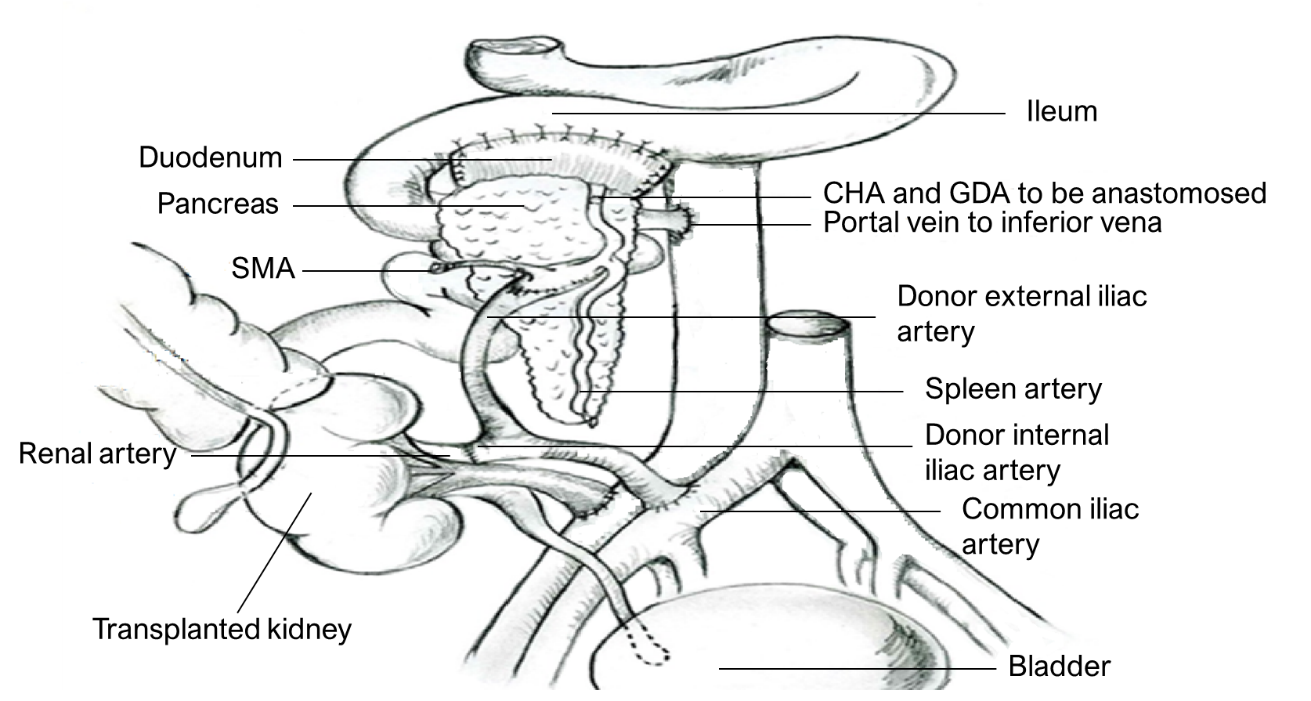 Ileum
Duodenum
CHA and GDA to be anastomosed
Pancreas
Portal vein to inferior vena
SMA
Donor external iliac
artery
Spleen artery
Donor internal
iliac artery
Renal artery
Common iliac
artery
Transplanted kidney
Bladder